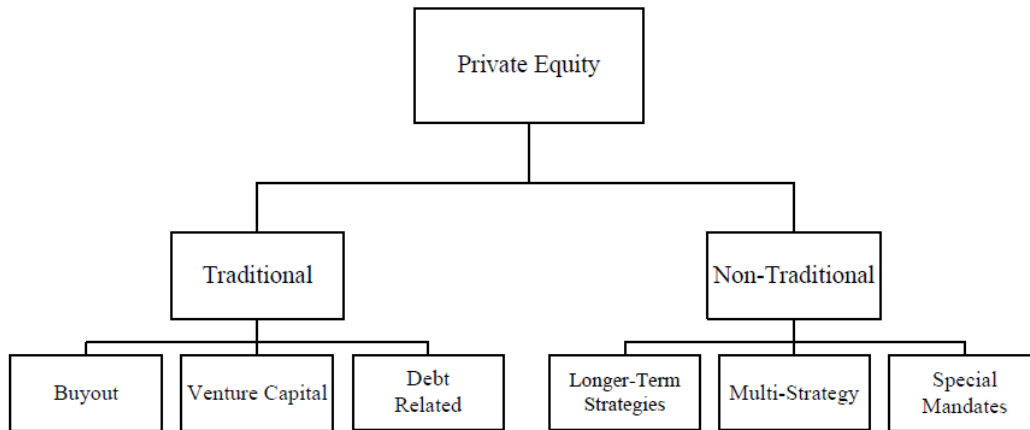 Private Equity
Traditional
Non-Traditional
Buyout
Venture Capital
Debt
Related
Longer-Term
Strategies
Multi-Strategy
Special
Mandates